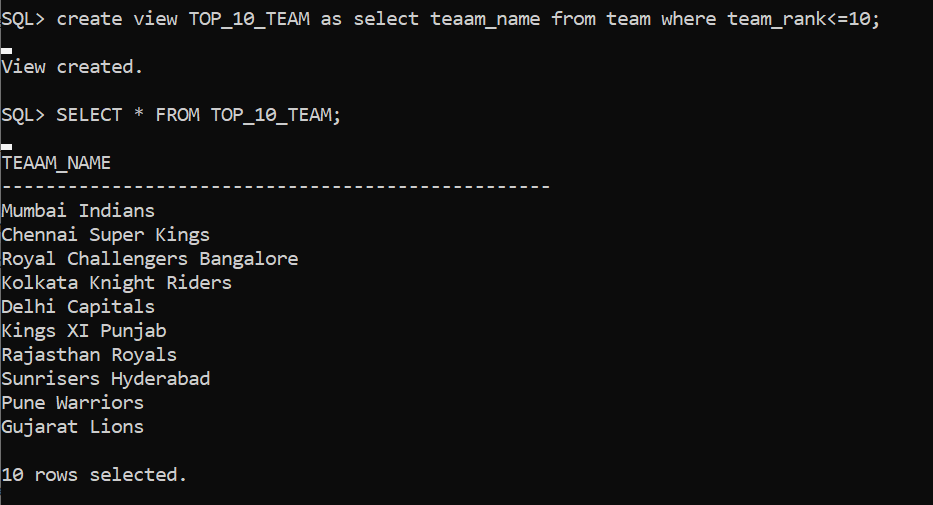 SQL> create view TOP_10_TEAM as select teaam_name from team where team_rank<=10;
View created.
SQL> SELECT * FROM TOP_10_TEAM;
TEAAM_NAME
--------------------------------------------------
Mumbai Indians
Chennai Super Kings
Royal Challengers Bangalore
Kolkata Knight Riders
Delhi Capitals
Kings XI Punjab
Rajasthan Royals
Sunrisers Hyderabad
Pune Warriors
Gujarat Lions
10 rows selected.